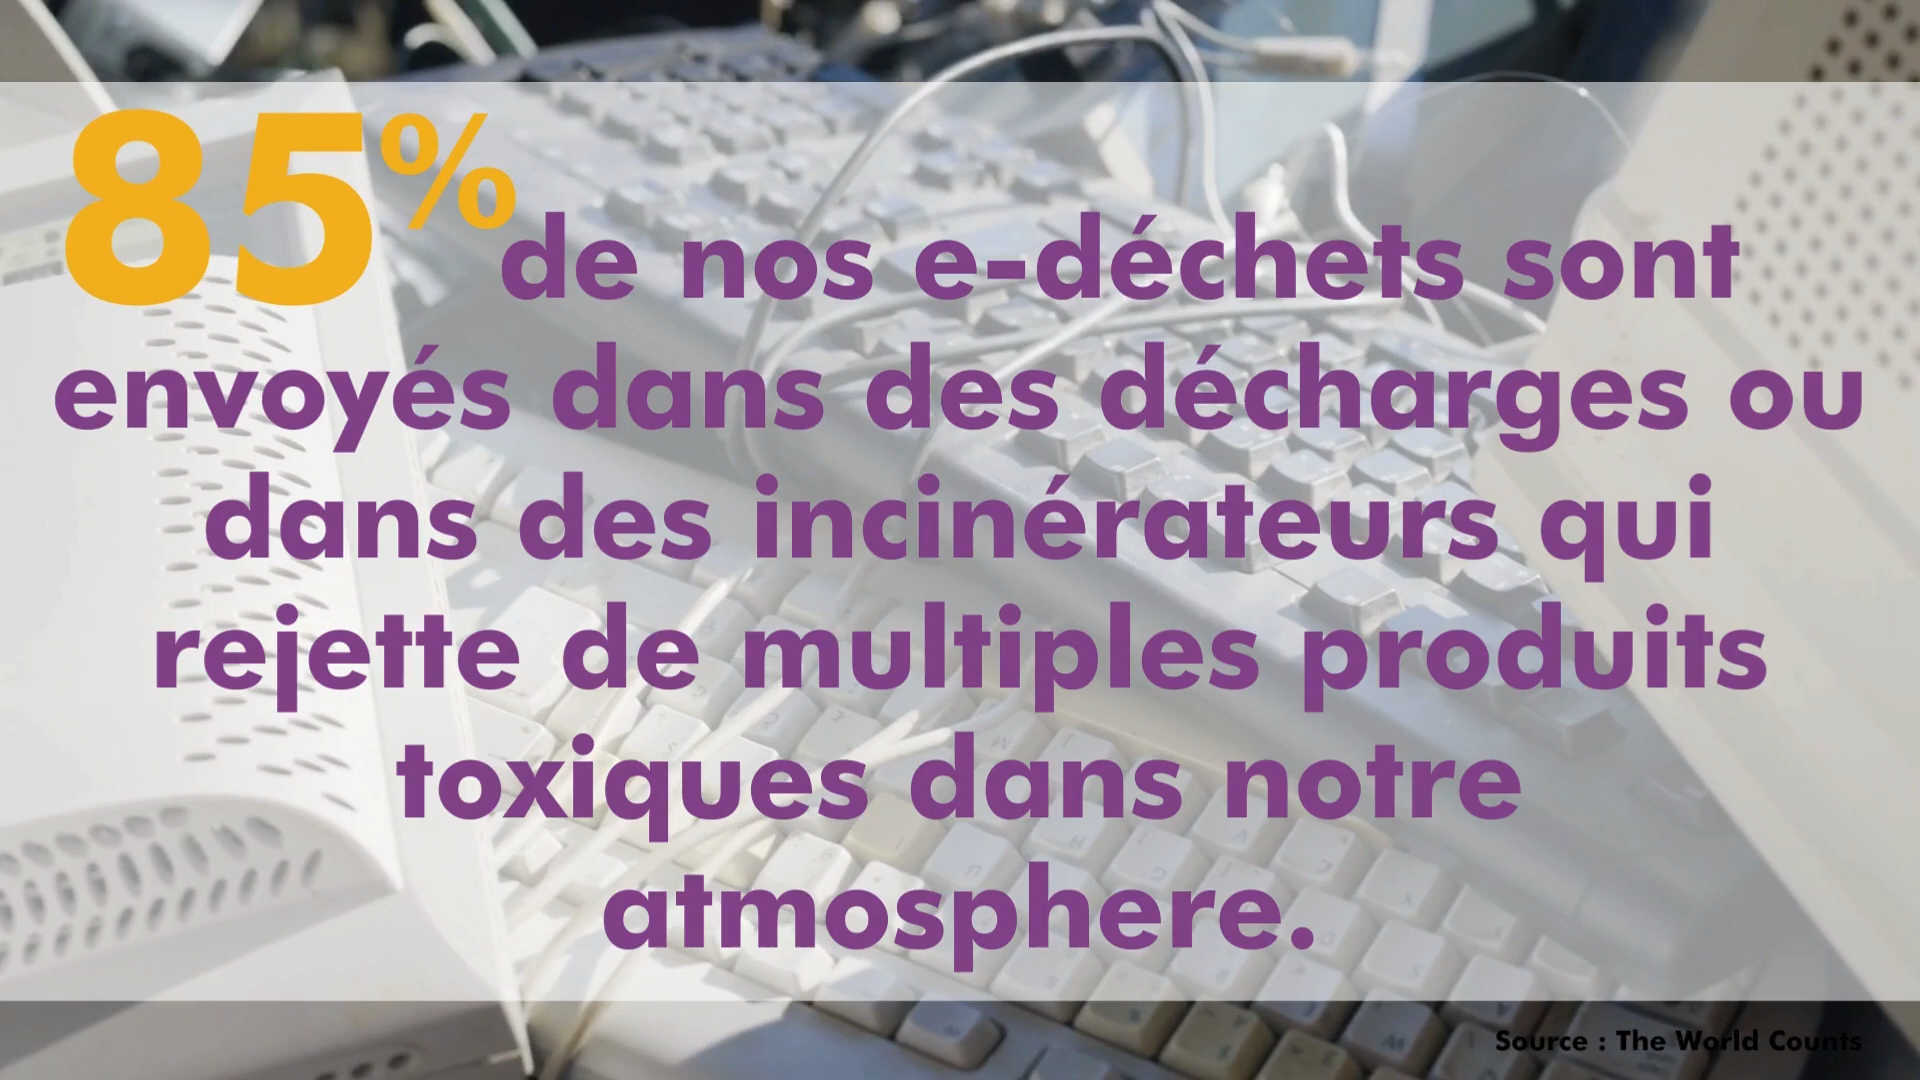 85% de nos e-déchets sont
envoyés dans des décharges ou
dans des incinérateurs qui
rejette de multiples produits
toxiques dans notre
atmosphere.
Source : The World Counts